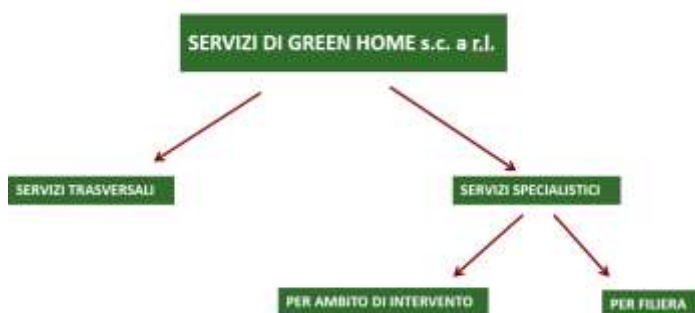 SERVIZI DI GREEN HOME s.c. a r.l.
SERVIZI TRASVERSALI
SERVIZI SPECIALISTICI
PER AMBITO DI INTERVENTO
PER FILIERA